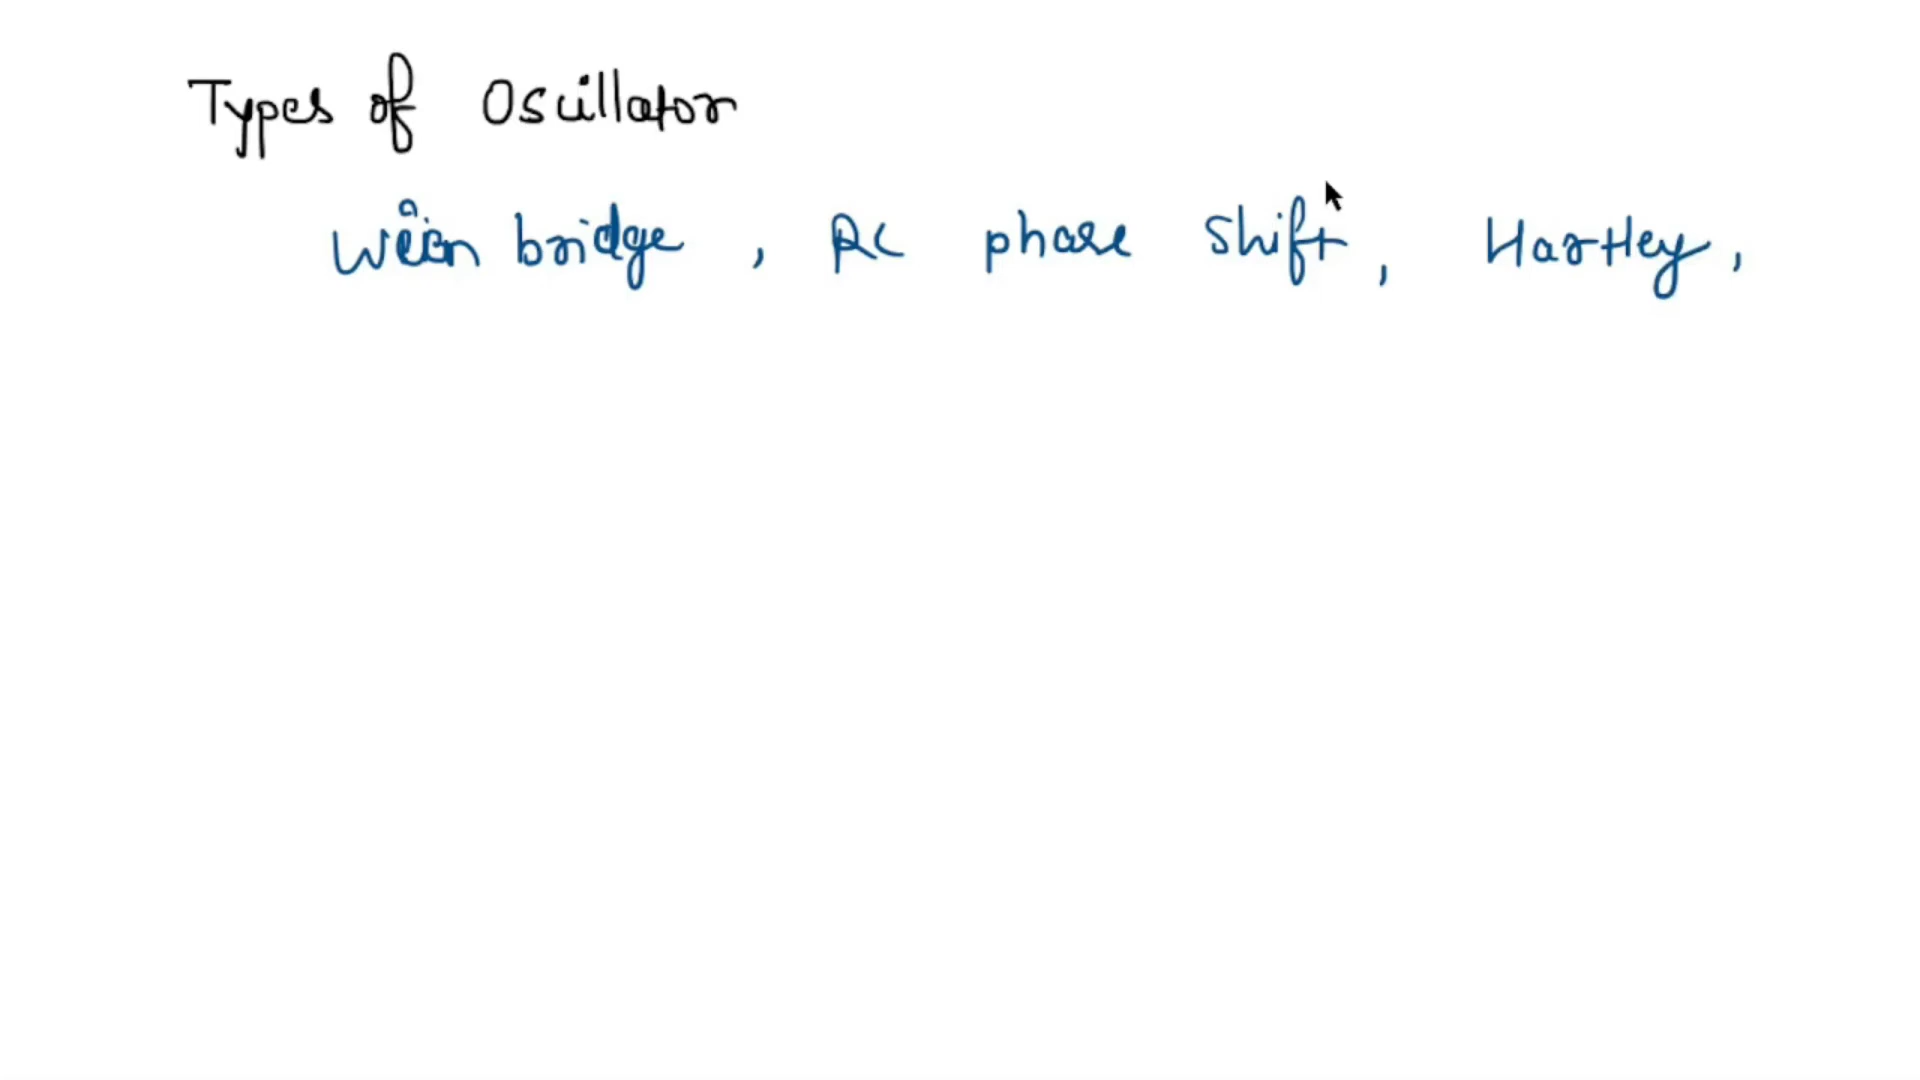 Types of Oscillator
Wein bridge , RC phase shift , Hartley ,